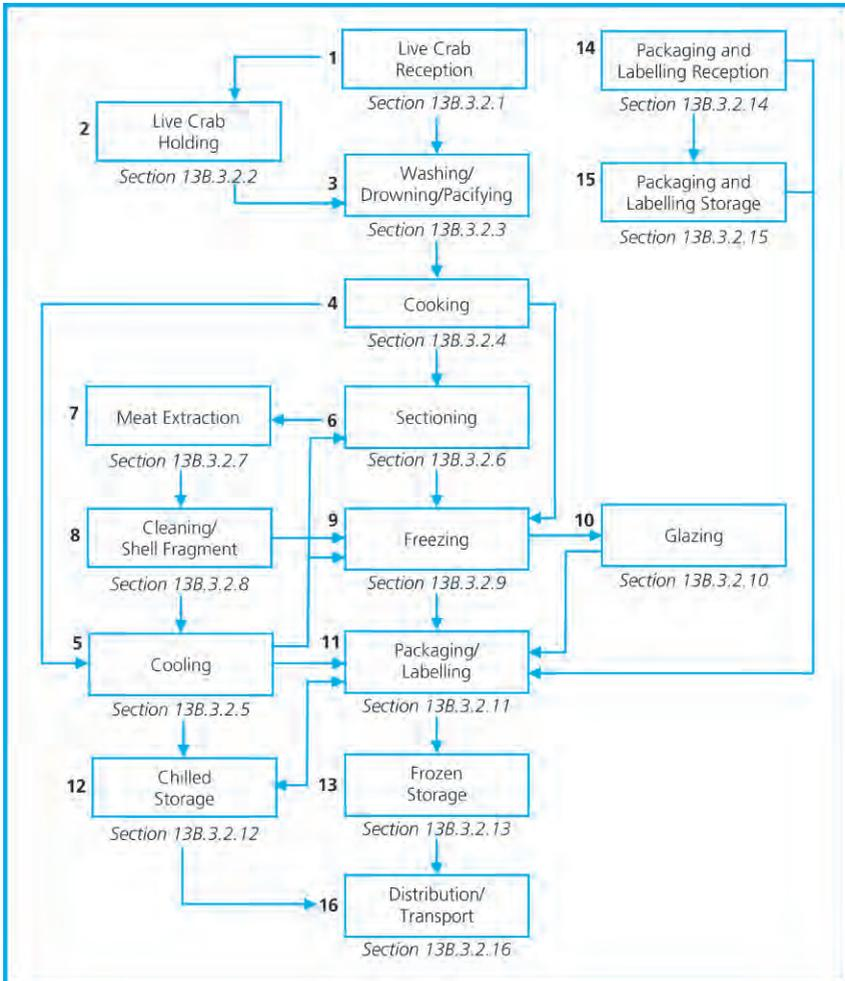 1
Live Crab
Reception
Section 13B.3.2.1
14
Packaging and
Labelling Reception
Section 13B.3.2.14
2
Live Crab
Holding
Section 13B.3.2.2
3
Washing/
Drowning/Pacifying
Section 13B.3.2.3
15
Packaging and
Labelling Storage
Section 13B.3.2.15
4
Cooking
Section 13B.3.2.4
7
Meat Extraction
Section 13B.3.2.7
6
Sectioning
Section 13B.3.2.6
8
Cleaning/
Shell Fragment
Section 13B.3.2.8
9
Freezing
Section 13B.3.2.9
10
Glazing
Section 13B.3.2.10
5
Cooling
Section 13B.3.2.5
11
Packaging/
Labelling
Section 13B.3.2.11
12
Chilled
Storage
Section 13B.3.2.12
13
Frozen
Storage
Section 13B.3.2.13
16
Distribution/
Transport
Section 13B.3.2.16